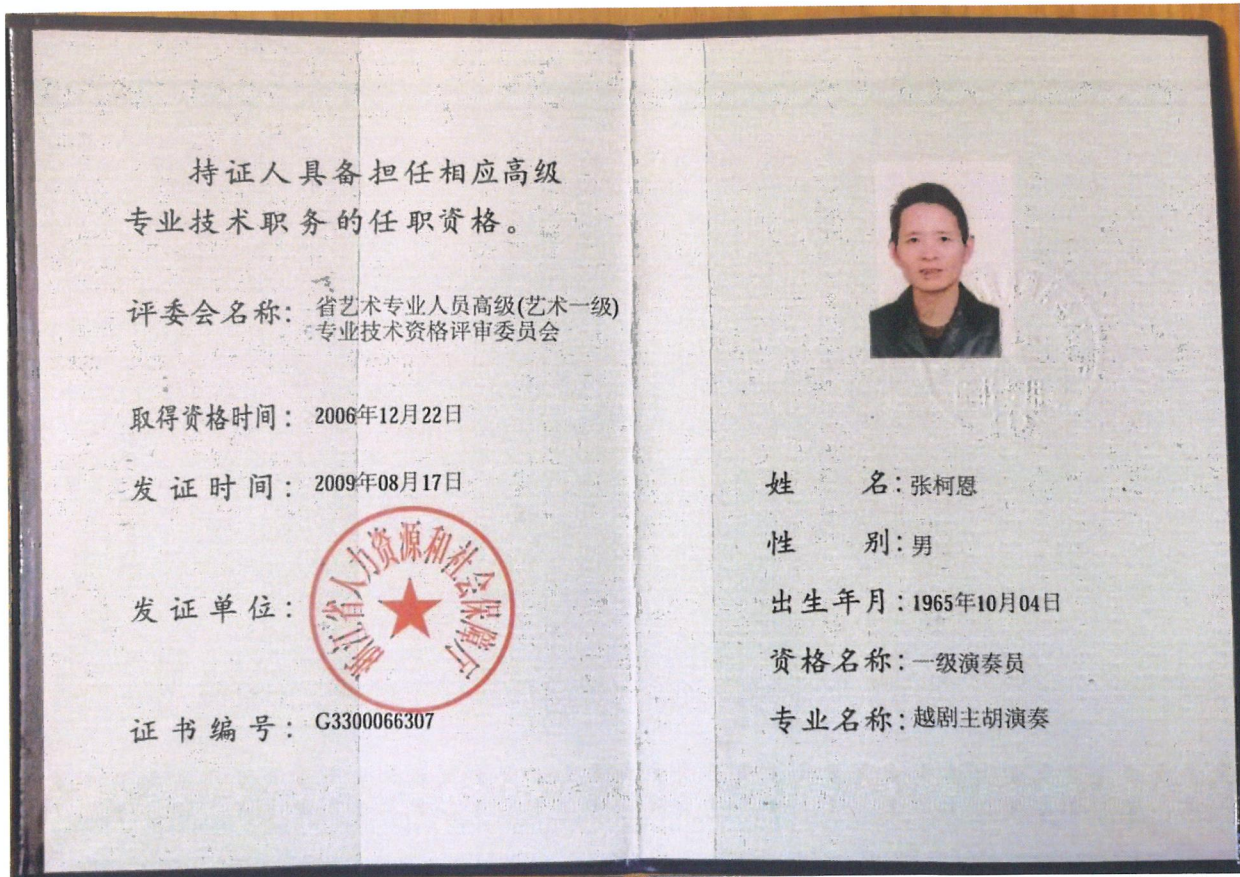 持证人具备担任相应高级
专业技术职务的任职资格。
评委会名称：省艺术专业人员高级(艺术一级)
专业技术资格评审委员会
取得资格时间：2006年12月22日
发证时间：2009年08月17日
发证单位：
浙江省人力资源和社会保障厅
证书编号：G3300066307
姓名：张柯恩
性别：男
出生年月：1965年10月04日
资格名称：一级演奏员
专业名称：越剧主胡演奏